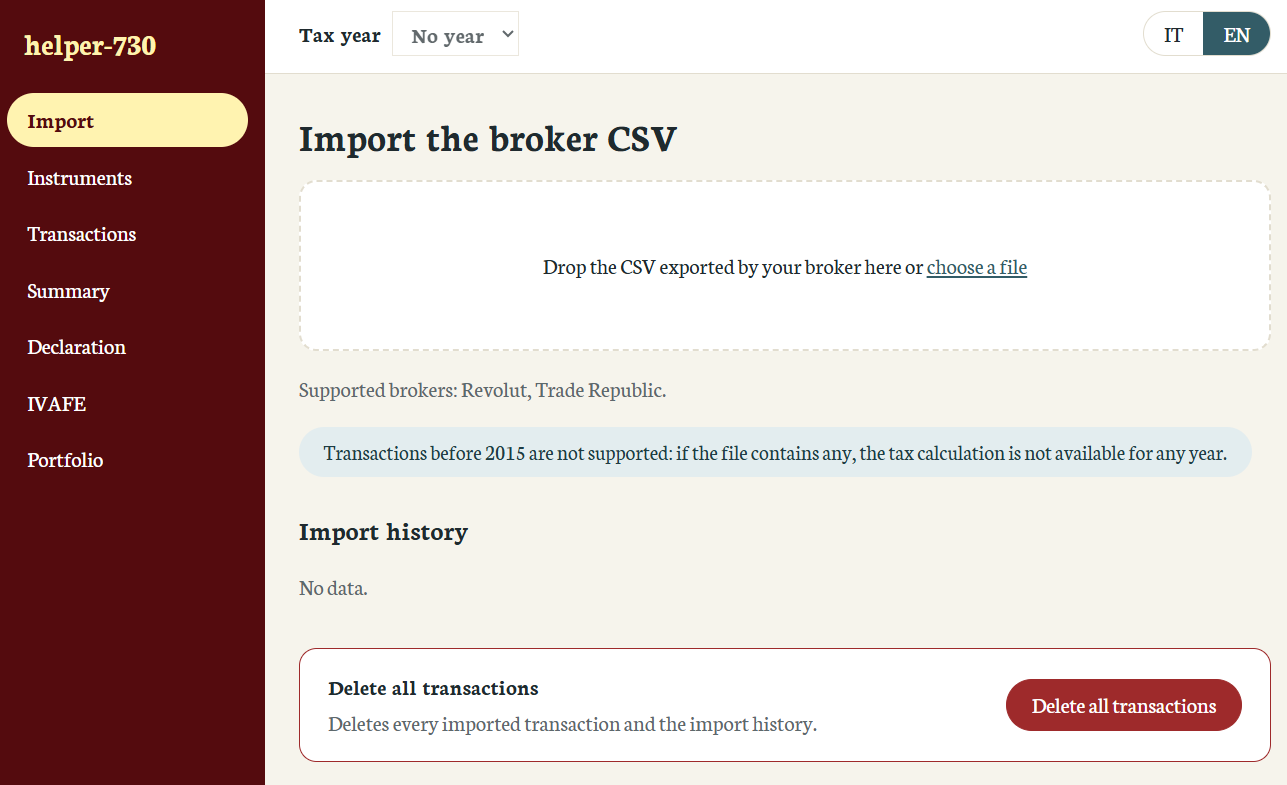 helper-730
Import
Instruments
Transactions
Summary
Declaration
IVAFE
Portfolio
Tax year
No year
IT
EN
Import the broker CSV
Drop the CSV exported by your broker here or choose a file
Supported brokers: Revolut, Trade Republic.
Transactions before 2015 are not supported: if the file contains any, the tax calculation is not available for any year.
Import history
No data.
Delete all transactions
Deletes every imported transaction and the import history.
Delete all transactions